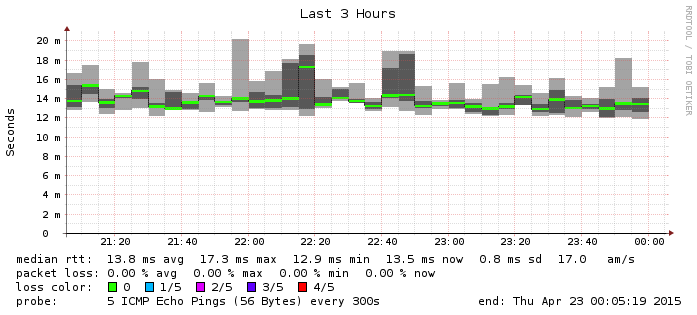 Last 3 Hours
RRDTOOL / TOBI OETIKER
Seconds
20 m
18 m
16 m
14 m
12 m
10 m
8 m
6 m
4 m
2 m
0
21:20 21:40 22:00 22:20 22:40 23:00 23:20 23:40 00:00
median rtt: 13.8 ms avg 17.3 ms max 12.9 ms min 13.5 ms now 0.8 ms sd 17.0 am/s
packet loss: 0.00 % avg 0.00 % max 0.00 % min 0.00 % now
loss color: 0 1/5 2/5 3/5 4/5
probe: 5 ICMP Echo Pings (56 Bytes) every 300s end: Thu Apr 23 00:05:19 2015